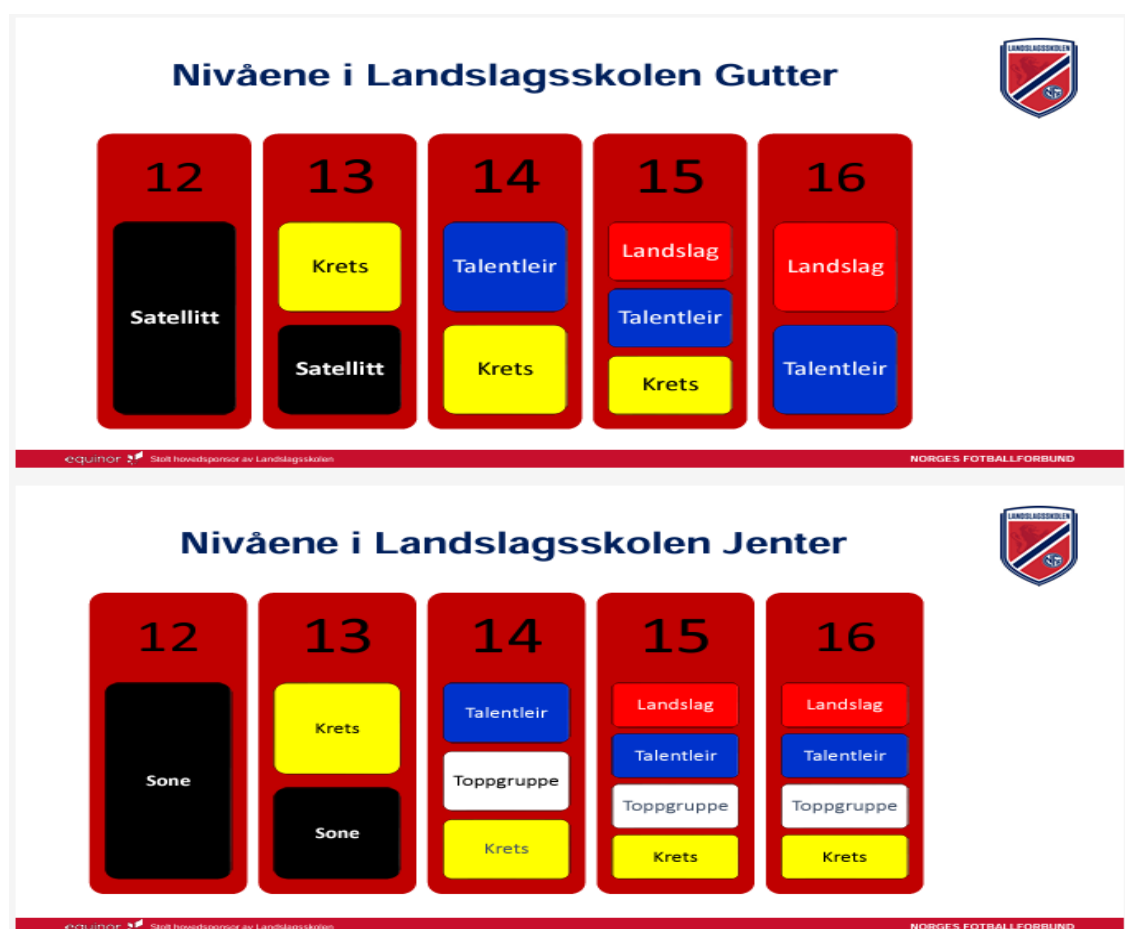 Nivåene i Landslagsskolen Gutter
LANDSLAGSSKOLEN
12
Satellitt
13
Krets
Satellitt
14
Talentleir
Krets
15
Landslag
Talentleir
Krets
16
Landslag
Talentleir
equinor Stolt hovedsponsor av Landslagsskolen
NORGES FOTBALLFORBUND
Nivåene i Landslagsskolen Jenter
LANDSLAGSSKOLEN
12
Sone
13
Krets
Sone
14
Talentleir
Toppgruppe
Krets
15
Landslag
Talentleir
Toppgruppe
Krets
16
Landslag
Talentleir
Toppgruppe
Krets
equinor Stolt hovedsponsor av Landslagsskolen
NORGES FOTBALLFORBUND